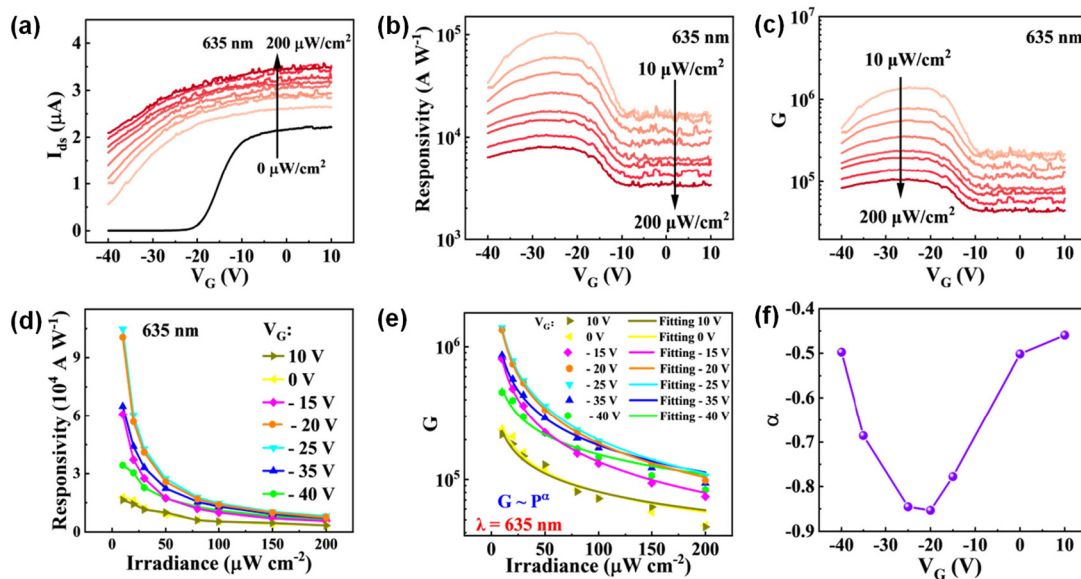 (a)
635 nm
200 μW/cm²
0 μW/cm²
I_ds (μA)
4
3
2
1
0
-40 -30 -20 -10 0 10
V_G (V)
(b)
635 nm
10 μW/cm²
200 μW/cm²
Responsivity (A W⁻¹)
10⁵
10⁴
10³
-40 -30 -20 -10 0 10
V_G (V)
(c)
635 nm
10 μW/cm²
200 μW/cm²
G
10⁶
10⁵
-40 -30 -20 -10 0 10
V_G (V)
(d)
635 nm
V_G:
10 V
0 V
- 15 V
- 20 V
- 25 V
- 35 V
- 40 V
Responsivity (10⁴ A W⁻¹)
9
6
3
0
0 50 100 150 200
Irradiance (μW cm⁻²)
(e)
V_G: 10 V Fitting 10 V
0 V Fitting 0 V
- 15 V Fitting - 15 V
- 20 V Fitting - 20 V
- 25 V Fitting - 25 V
- 35 V Fitting - 35 V
- 40 V Fitting - 40 V
G ~ P^α
λ = 635 nm
G
10⁶
10⁵
0 50 100 150 200
Irradiance (μW cm⁻²)
(f)
α
-0.4
-0.5
-0.6
-0.7
-0.8
-0.9
-40 -30 -20 -10 0 10
V_G (V)